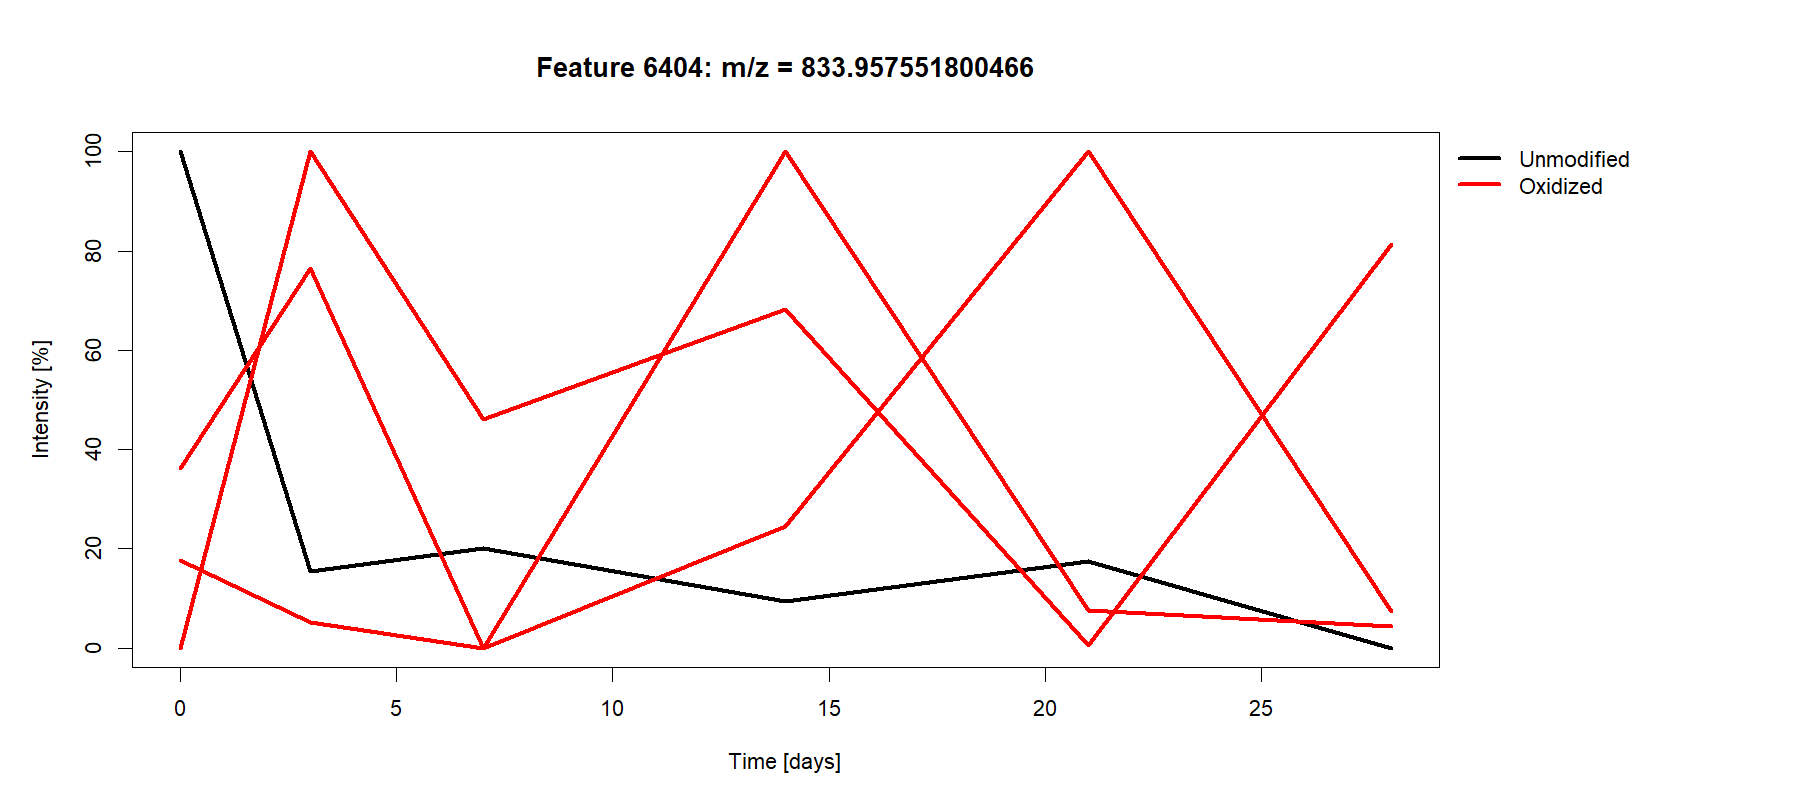 Feature 6404: m/z = 833.957551800466
Unmodified
Oxidized
Intensity [%]
100
80
60
40
20
0
0 5 10 15 20 25
Time [days]